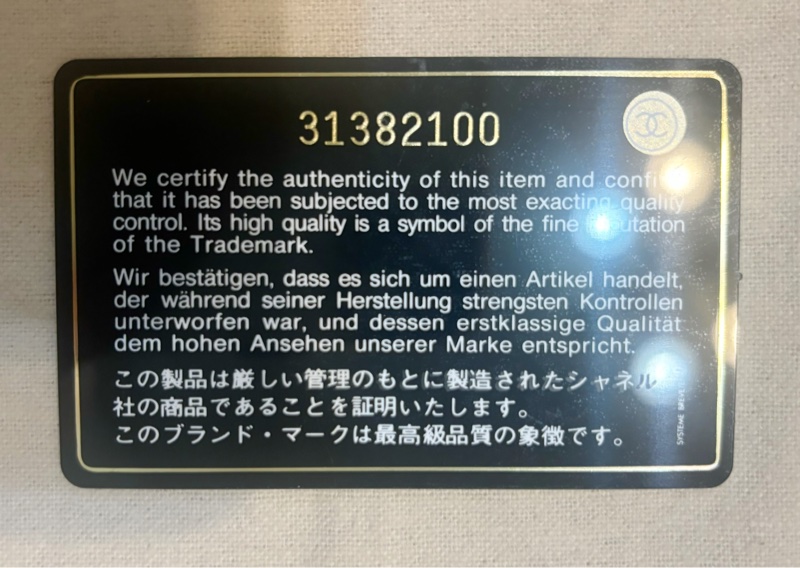 31382100
We certify the authenticity of this item and confirm
that it has been subjected to the most exacting quality
control. Its high quality is a symbol of the fine reputation
of the Trademark.
Wir bestätigen, dass es sich um einen Artikel handelt,
der während seiner Herstellung strengsten Kontrollen
unterworfen war, und dessen erstklassige Qualität
dem hohen Ansehen unserer Marke entspricht.
この製品は厳しい管理のもとに製造されたシャネル
社の商品であることを証明いたします。
このブランド・マークは最高級品質の象徴です。
SYSTEME